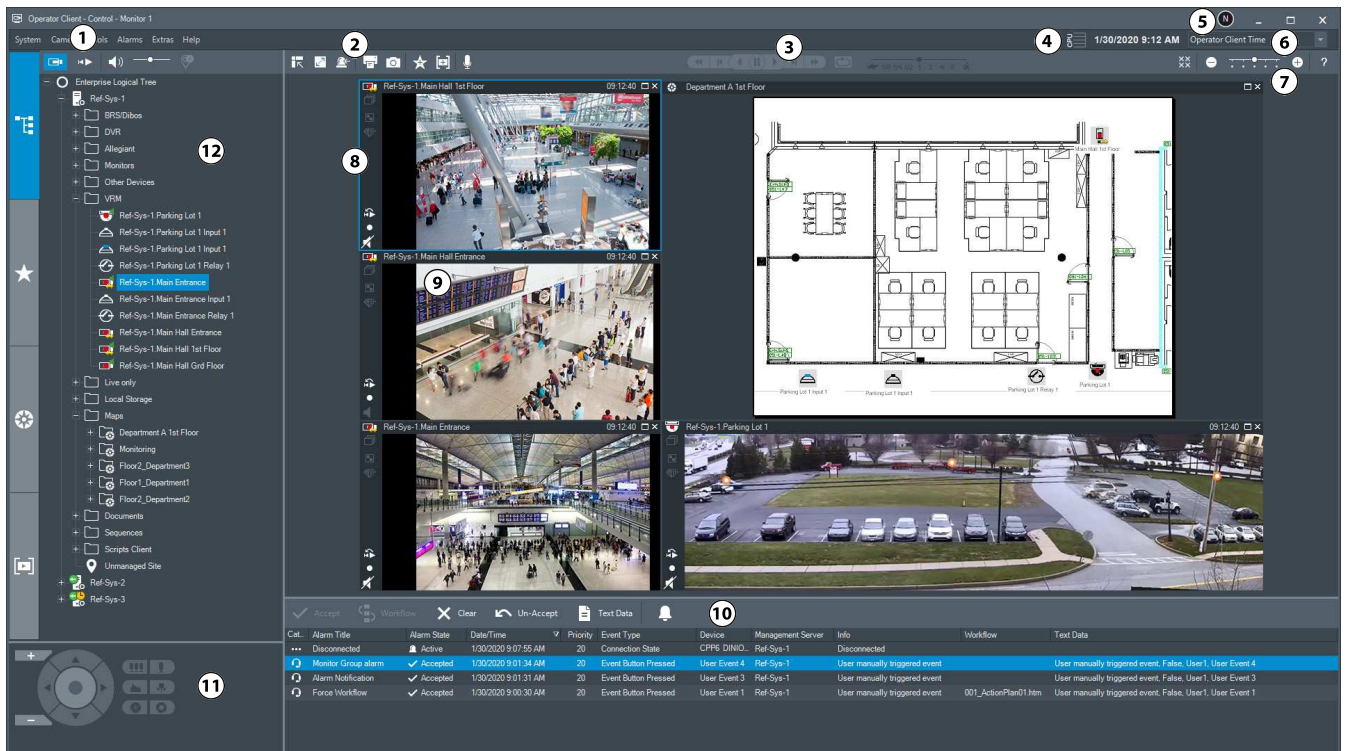 Operator Client - Control - Monitor 1
5
N
System Came 1 ols Alarms Extras Help
4
CPU
1/30/2020 9:12 AM
Operator Client Time
6
2
3
7
?
Enterprise Logical Tree
Ref-Sys-1
BRS/Dibos
DVR
Allegiant
12
Monitors
Other Devices
VRM
Ref-Sys-1.Parking Lot 1
Ref-Sys-1.Parking Lot 1 Input 1
Ref-Sys-1.Parking Lot 1 Input 1
Ref-Sys-1.Parking Lot 1 Relay 1
Ref-Sys-1.Main Entrance
Ref-Sys-1.Main Entrance Input 1
Ref-Sys-1.Main Entrance Relay 1
Ref-Sys-1.Main Hall Entrance
Ref-Sys-1.Main Hall 1st Floor
Ref-Sys-1.Main Hall Grd Floor
Live only
Local Storage
Maps
Department A 1st Floor
Monitoring
Floor2_Department3
Floor1_Department1
Floor2_Department2
Documents
Sequences
Scripts Client
Unmanaged Site
Ref-Sys-2
Ref-Sys-3
11
Ref-Sys-1.Main Hall 1st Floor 09:12:40
8
Ref-Sys-1.Main Hall Entrance 09:12:40
9
Ref-Sys-1.Main Entrance 09:12:40
Department A 1st Floor
Main Hall 1st Floor
Parking Lot 1 Input 1
Parking Lot 1 Input 1
Parking Lot 1 Relay 1
Parking Lot 1
Ref-Sys-1.Parking Lot 1 09:12:40
Accept Workflow Clear Un-Accept Text Data 10
Cat... Alarm Title Alarm State Date/Time Priority Event Type Device Management Server Info Workflow Text Data
Disconnected Active 1/30/2020 9:07:55 AM 20 Connection State CPP6 DINIO... Ref-Sys-1 Disconnected
Monitor Group alarm Accepted 1/30/2020 9:01:34 AM 20 Event Button Pressed User Event 4 Ref-Sys-1 User manually triggered event User manually triggered event, False, User1, User Event 4
Alarm Notification Accepted 1/30/2020 9:01:31 AM 20 Event Button Pressed User Event 3 Ref-Sys-1 User manually triggered event User manually triggered event, False, User1, User Event 3
Force Workflow Accepted 1/30/2020 9:00:30 AM 20 Event Button Pressed User Event 1 Ref-Sys-1 User manually triggered event 001_ActionPlan01.htm User manually triggered event, False, User1, User Event 1